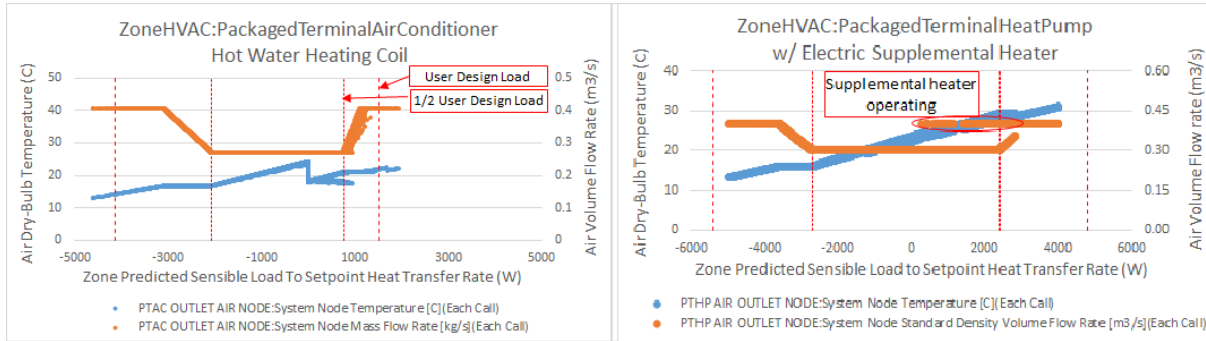 ZoneHVAC:PackagedTerminalAirConditioner
Hot Water Heating Coil
User Design Load
1/2 User Design Load
Air Dry-Bulb Temperature (C)
50
40
30
20
10
0
Air Volume Flow Rate (m3/s)
0.5
0.4
0.3
0.2
0.1
0
-5000
-3000
-1000
1000
3000
5000
Zone Predicted Sensible Load To Setpoint Heat Transfer Rate (W)
PTAC OUTLET AIR NODE:System Node Temperature [C](Each Call)
PTAC OUTLET AIR NODE:System Node Mass Flow Rate [kg/s](Each Call)
ZoneHVAC:PackagedTerminalHeatPump
w/ Electric Supplemental Heater
Supplemental heater
operating
Air Dry-Bulb Temperature (C)
40
30
20
10
0
Air Volume Flow rate (m3/s)
0.60
0.45
0.30
0.15
0.00
-6000
-4000
-2000
0
2000
4000
6000
Zone Predicted Sensible Load to Setpoint Heat Transfer Rate (W)
PTHP AIR OUTLET NODE:System Node Temperature [C](Each Call)
PTHP AIR OUTLET NODE:System Node Standard Density Volume Flow Rate [m3/s](Each Call)